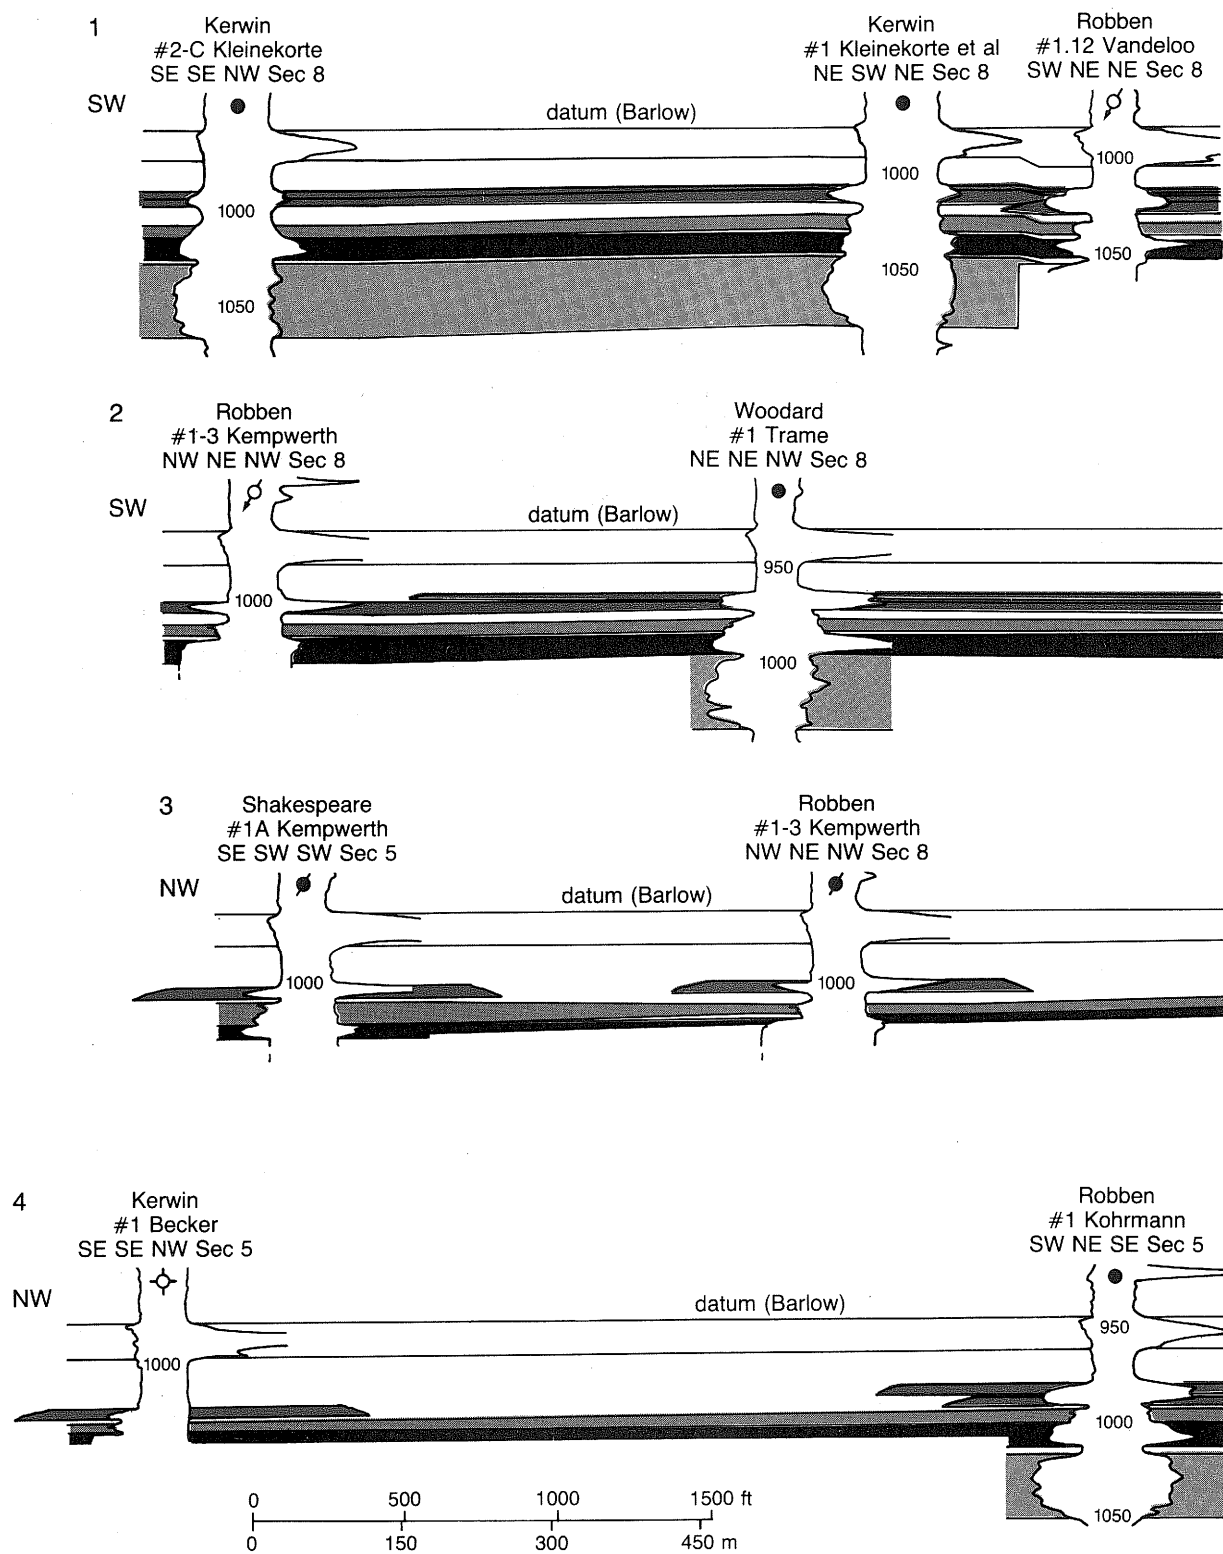 1
Kerwin
#2-C Kleinekorte
SE SE NW Sec 8
Kerwin
#1 Kleinekorte et al
NE SW NE Sec 8
Robben
#1.12 Vandeloo
SW NE NE Sec 8
SW
datum (Barlow)
1000
1000
1000
1050
1050
1050
2
Robben
#1-3 Kempwerth
NW NE NW Sec 8
Woodard
#1 Trame
NE NE NW Sec 8
SW
datum (Barlow)
950
1000
1000
3
Shakespeare
#1A Kempwerth
SE SW SW Sec 5
Robben
#1-3 Kempwerth
NW NE NW Sec 8
NW
datum (Barlow)
1000
1000
4
Kerwin
#1 Becker
SE SE NW Sec 5
Robben
#1 Kohrmann
SW NE SE Sec 5
NW
datum (Barlow)
950
1000
1000
1050
0 500 1000 1500 ft
0 150 300 450 m